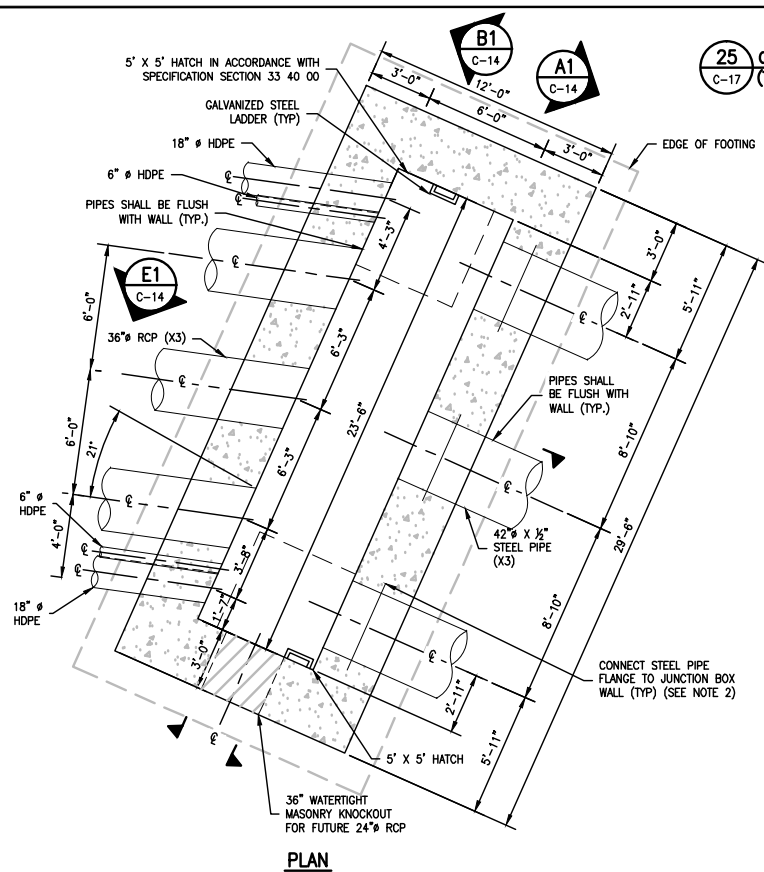 B1
C-14
A1
C-14
25
C-17
5' X 5' HATCH IN ACCORDANCE WITH
SPECIFICATION SECTION 33 40 00
3'-0"
12'-0"
6'-0"
3'-0"
GALVANIZED STEEL
LADDER (TYP)
EDGE OF FOOTING
18" ø HDPE
6" ø HDPE
PIPES SHALL BE FLUSH
WITH WALL (TYP.)
4'-3"
3'-0"
2'-11"
5'-11"
E1
C-14
6'-0"
36"ø RCP (X3)
6'-3"
23'-6"
PIPES SHALL
BE FLUSH WITH
WALL (TYP.)
6'-0"
21°
6'-3"
8'-10"
29'-6"
6" ø
HDPE
4'-0"
42"ø X ½"
STEEL PIPE
(X3)
3'-8"
18" ø
HDPE
1'-7"
3'-0"
8'-10"
CONNECT STEEL PIPE
FLANGE TO JUNCTION BOX
WALL (TYP) (SEE NOTE 2)
2'-11"
5'-11"
5' X 5' HATCH
36" WATERTIGHT
MASONRY KNOCKOUT
FOR FUTURE 24"ø RCP
PLAN